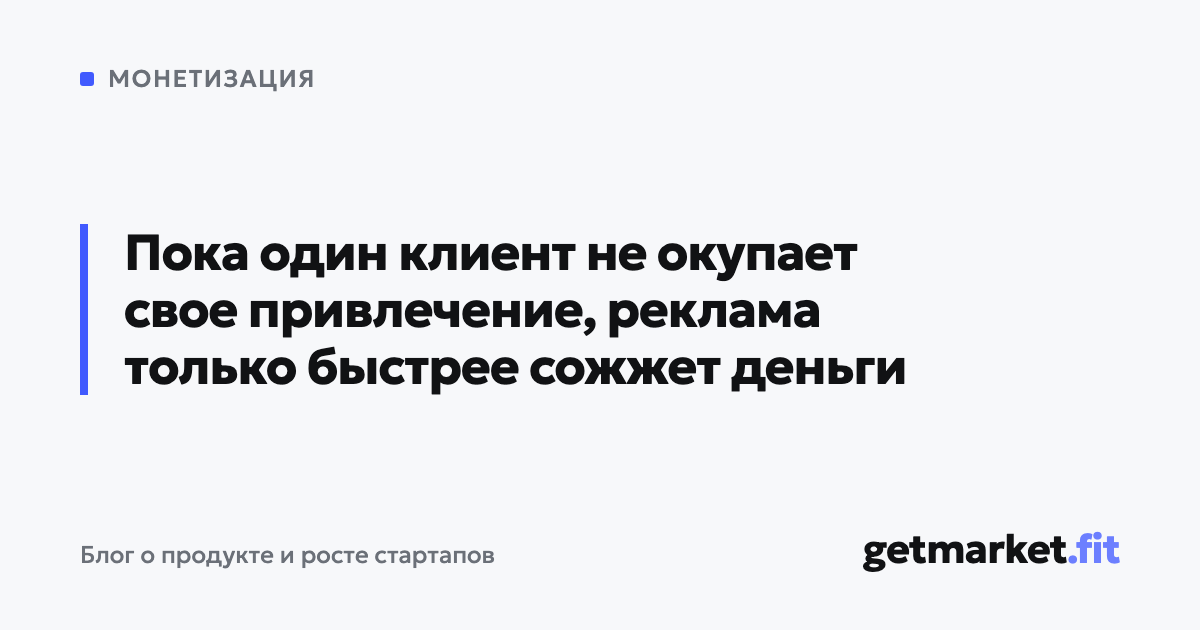 МОНЕТИЗАЦИЯ
Пока один клиент не окупает
свое привлечение, реклама
только быстрее сожжет деньги
Блог о продукте и росте стартапов
getmarket.fit